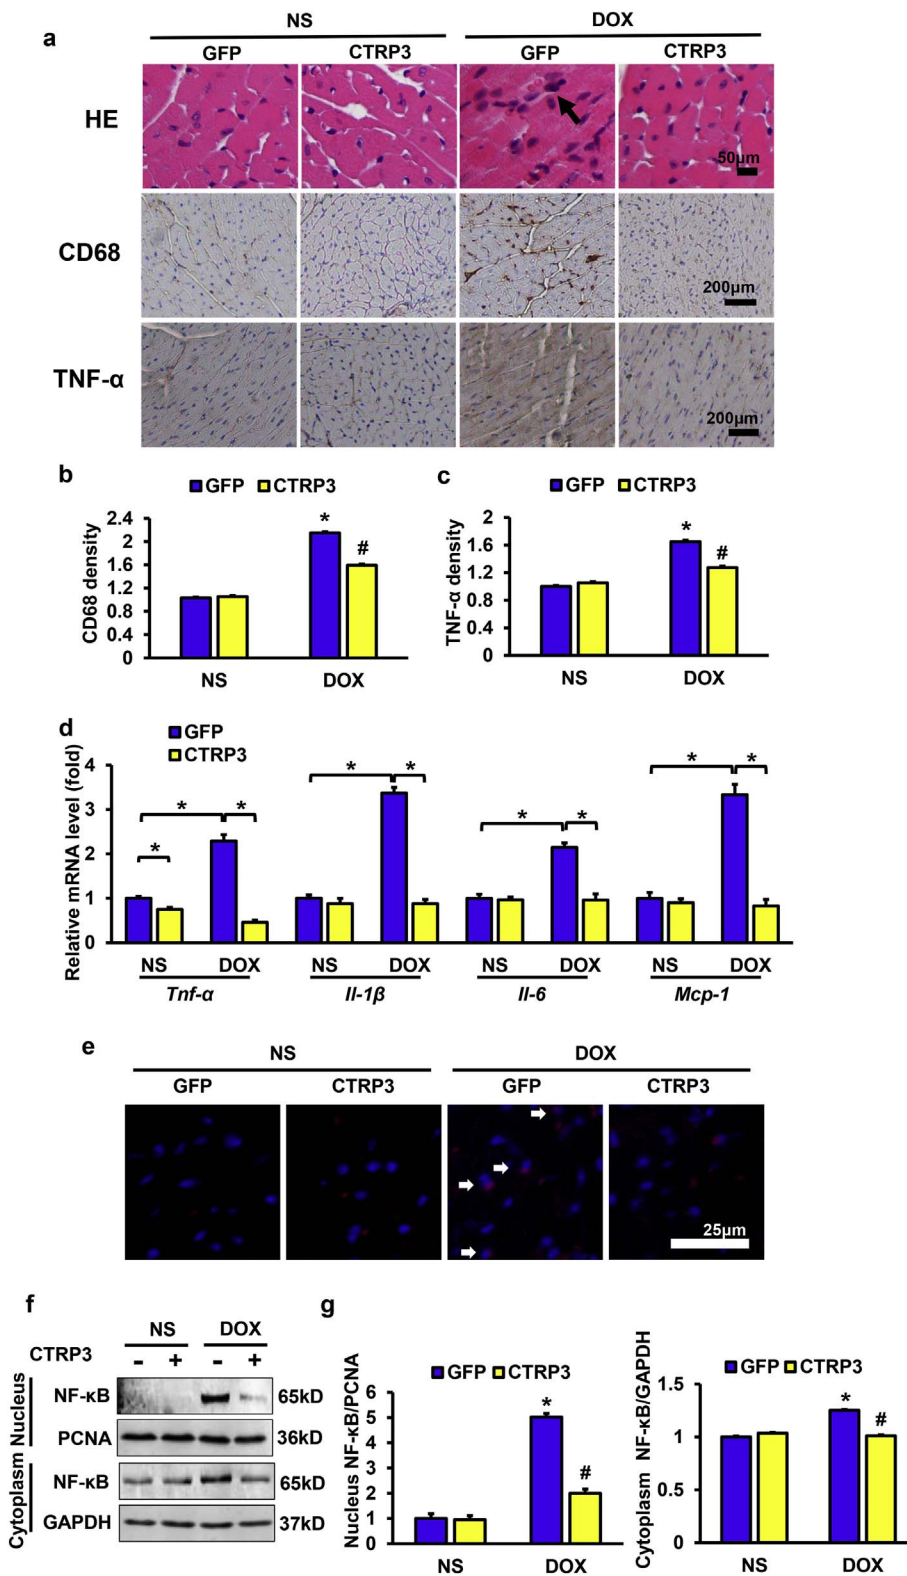 a
NS DOX
GFP CTRP3 GFP CTRP3
HE
50μm
CD68
200μm
TNF-α
200μm
b
GFP CTRP3
CD68 density
2.4
2
1.6
1.2
0.8
0.4
0
* #
NS DOX
c
GFP CTRP3
TNF-α density
2
1.6
1.2
0.8
0.4
0
* #
NS DOX
d
GFP
CTRP3
Relative mRNA level (fold)
4
3
2
1
0
* * * * * * * * *
NS DOX NS DOX NS DOX NS DOX
Tnf-α Il-1β Il-6 Mcp-1
e
NS DOX
GFP CTRP3 GFP CTRP3
25μm
f
NS DOX
CTRP3 - + - +
Nucleus
NF-κB 65kD
PCNA 36kD
Cytoplasm
NF-κB 65kD
GAPDH 37kD
g
GFP CTRP3
Nucleus NF-κB/PCNA
6
5
4
3
2
1
0
* #
NS DOX
GFP CTRP3
Cytoplasm NF-κB/GAPDH
1.5
1
0.5
0
* #
NS DOX